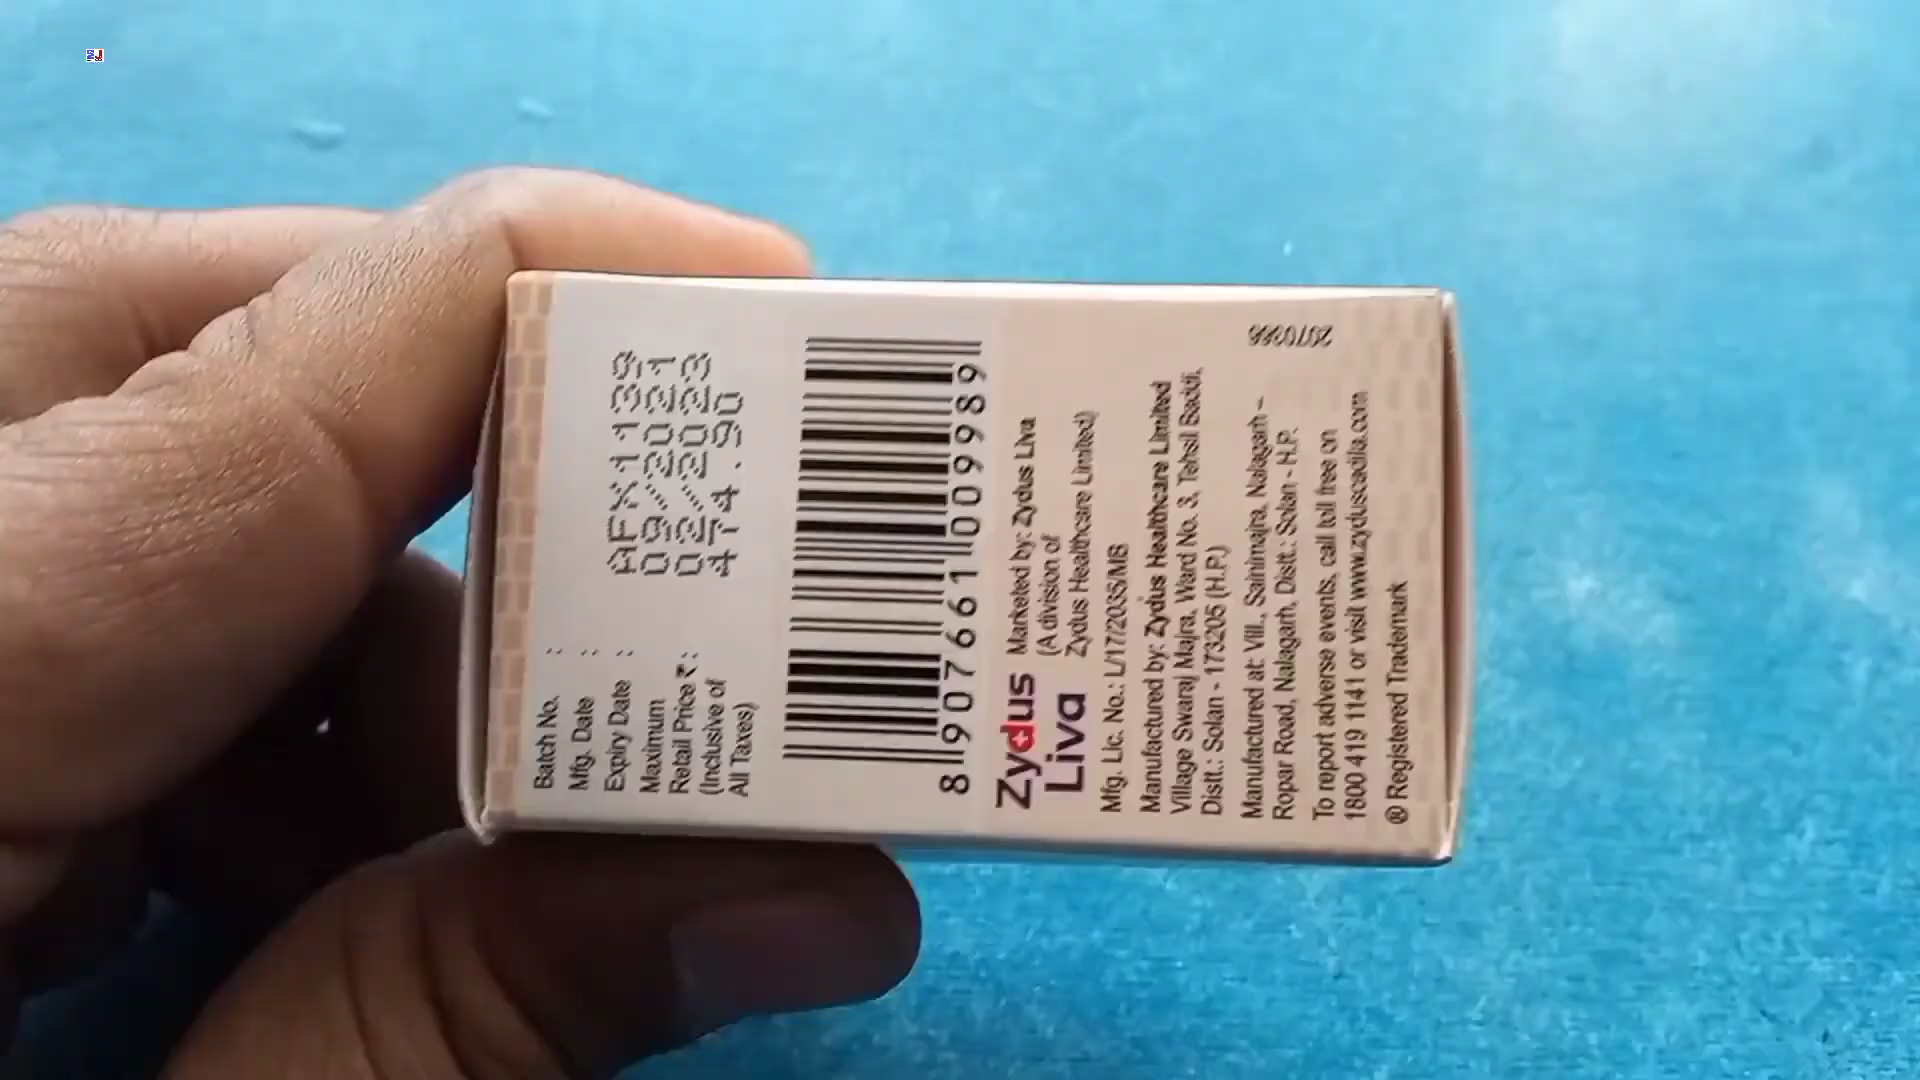 Batch No. : AFX1139
Mfg. Date : 09/2021
Expiry Date : 02/2023
Maximum
Retail Price ₹: 474.90
(Inclusive of
All Taxes)
8 907661 009989
Zydus
Liva
Marketed by: Zydus Liva
(A division of
Zydus Healthcare Limited)
Mfg. Lic. No.: L/17/2035/MB
Manufactured by: Zydus Healthcare Limited
Village Swaraj Majra, Ward No. 3, Tehsil Baddi,
Distt.: Solan - 173205 (H.P.)
Manufactured at: Vill., Sainimajra, Nalagarh –
Ropar Road, Nalagarh, Distt.: Solan - H.P.
To report adverse events, call toll free on
1800 419 1141 or visit www.zyduscadila.com
® Registered Trademark